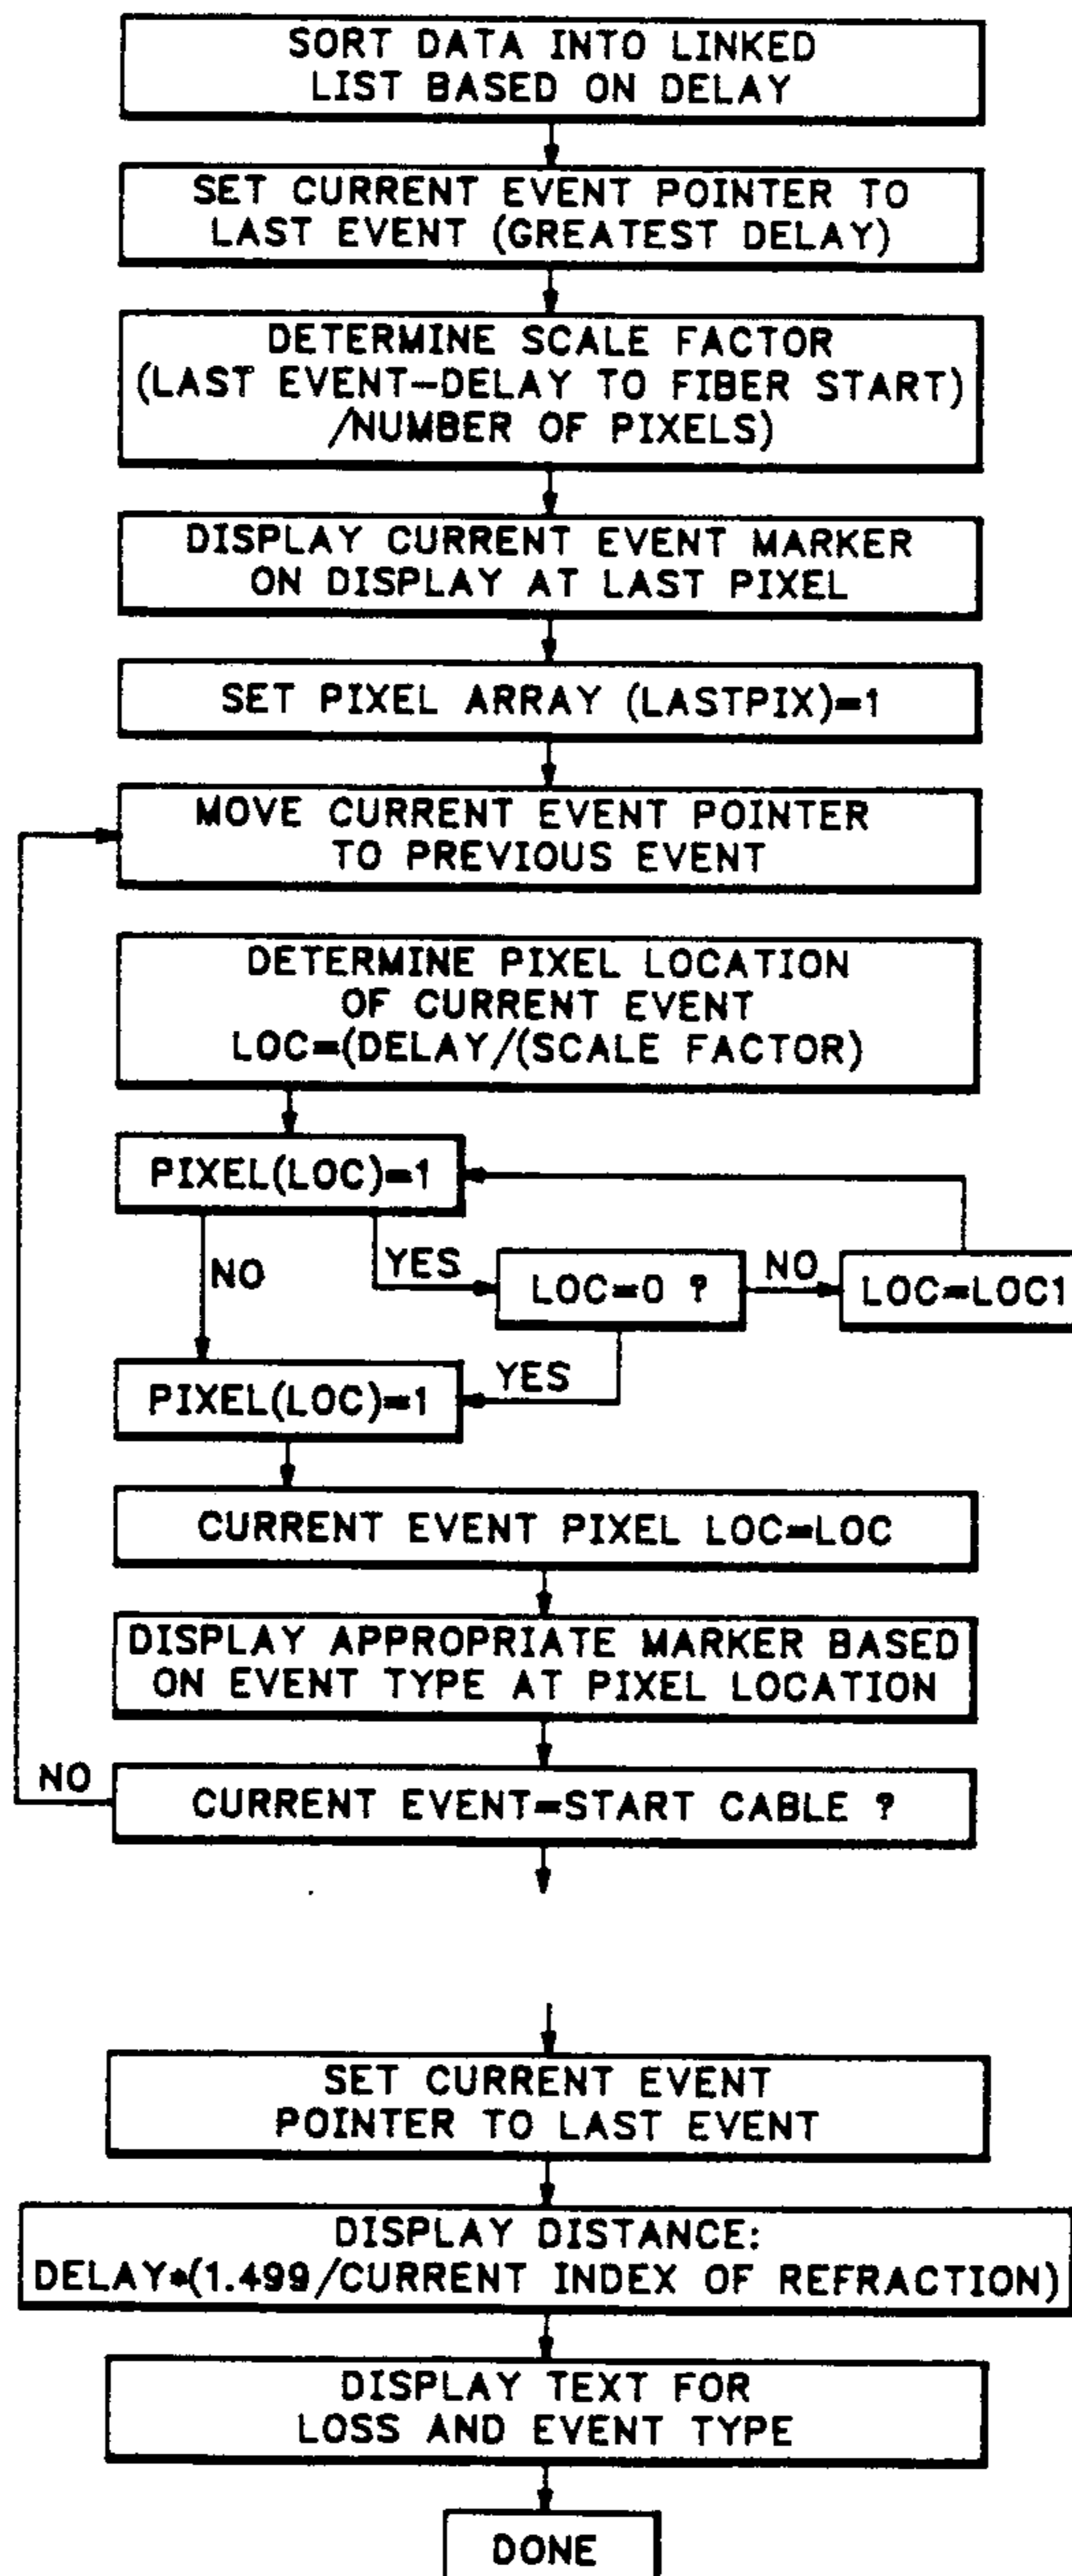 SORT DATA INTO LINKED
LIST BASED ON DELAY
SET CURRENT EVENT POINTER TO
LAST EVENT (GREATEST DELAY)
DETERMINE SCALE FACTOR
(LAST EVENT-DELAY TO FIBER START)
/NUMBER OF PIXELS)
DISPLAY CURRENT EVENT MARKER
ON DISPLAY AT LAST PIXEL
SET PIXEL ARRAY (LASTPIX)=1
MOVE CURRENT EVENT POINTER
TO PREVIOUS EVENT
DETERMINE PIXEL LOCATION
OF CURRENT EVENT
LOC=(DELAY/(SCALE FACTOR)
PIXEL(LOC)=1
NO
YES
LOC=0 ?
NO
LOC=LOC1
PIXEL(LOC)=1
YES
CURRENT EVENT PIXEL LOC=LOC
DISPLAY APPROPRIATE MARKER BASED
ON EVENT TYPE AT PIXEL LOCATION
NO
CURRENT EVENT=START CABLE ?
SET CURRENT EVENT
POINTER TO LAST EVENT
DISPLAY DISTANCE:
DELAY*(1.499/CURRENT INDEX OF REFRACTION)
DISPLAY TEXT FOR
LOSS AND EVENT TYPE
DONE